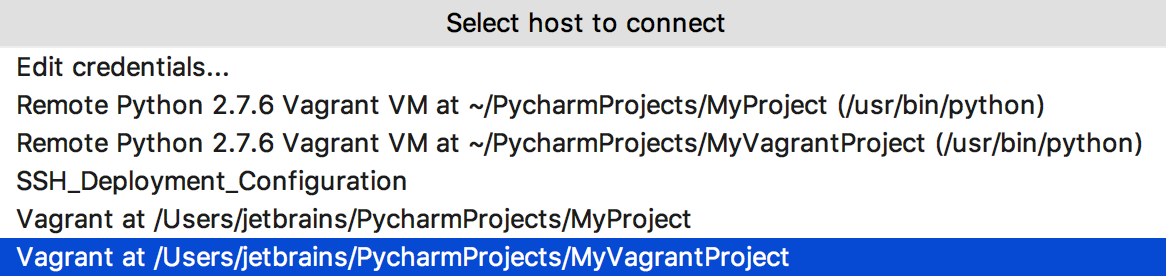 Select host to connect
Edit credentials...
Remote Python 2.7.6 Vagrant VM at ~/PycharmProjects/MyProject (/usr/bin/python)
Remote Python 2.7.6 Vagrant VM at ~/PycharmProjects/MyVagrantProject (/usr/bin/python)
SSH_Deployment_Configuration
Vagrant at /Users/jetbrains/PycharmProjects/MyProject
Vagrant at /Users/jetbrains/PycharmProjects/MyVagrantProject